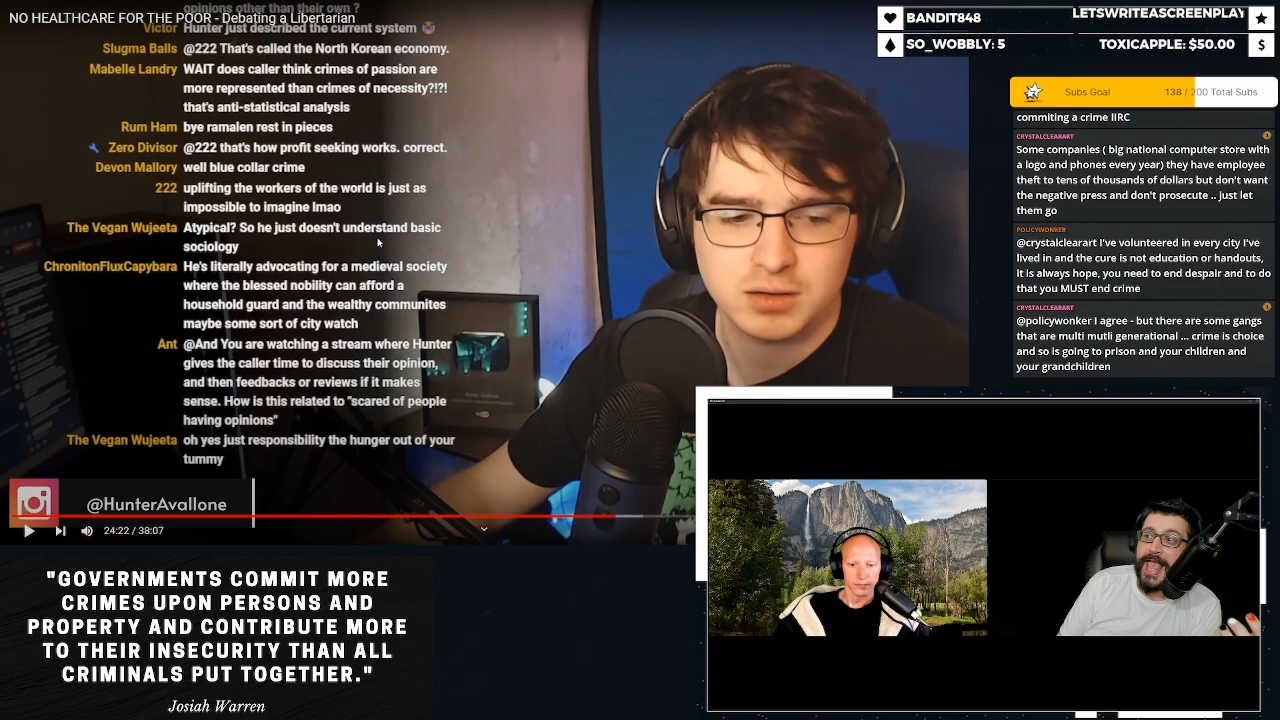 NO HEALTHCARE FOR THE POOR - Debating a Libertarian
opinions other than their own ?
Victor Hunter just described the current system
Slugma Balls @222 That's called the North Korean economy.
Mabelle Landry WAIT does caller think crimes of passion are
more represented than crimes of necessity?!?!
that's anti-statistical analysis
Rum Ham bye ramalen rest in pieces
Zero Divisor @222 that's how profit seeking works. correct.
Devon Mallory well blue collar crime
222 uplifting the workers of the world is just as
impossible to imagine lmao
The Vegan Wujeeta Atypical? So he just doesn't understand basic
sociology
ChronitonFluxCapybara He's literally advocating for a medieval society
where the blessed nobility can afford a
household guard and the wealthy communites
maybe some sort of city watch
Ant @And You are watching a stream where Hunter
gives the caller time to discuss their opinion,
and then feedbacks or reviews if it makes
sense. How is this related to "scared of people
having opinions"
The Vegan Wujeeta oh yes just responsibility the hunger out of your
tummy
@HunterAvallone
24:22 / 38:07
"GOVERNMENTS COMMIT MORE
CRIMES UPON PERSONS AND
PROPERTY AND CONTRIBUTE MORE
TO THEIR INSECURITY THAN ALL
CRIMINALS PUT TOGETHER."
Josiah Warren
BANDIT848
LETSWRITEASCREENPLAY
SO_WOBBLY: 5
TOXICAPPLE: $50.00
$
Subs Goal 138 / 200 Total Subs
commiting a crime IIRC
CRYSTALCLEARART
Some companies ( big national computer store with
a logo and phones every year) they have employee
theft to tens of thousands of dollars but don't want
the negative press and don't prosecute .. just let
them go
POLICYWONKER
@crystalclearart I've volunteered in every city I've
lived in and the cure is not education or handouts,
it is always hope, you need to end despair and to do
that you MUST end crime
CRYSTALCLEARART
@policywonker I agree - but there are some gangs
that are multi mutli generational ... crime is choice
and so is going to prison and your children and
your grandchildren